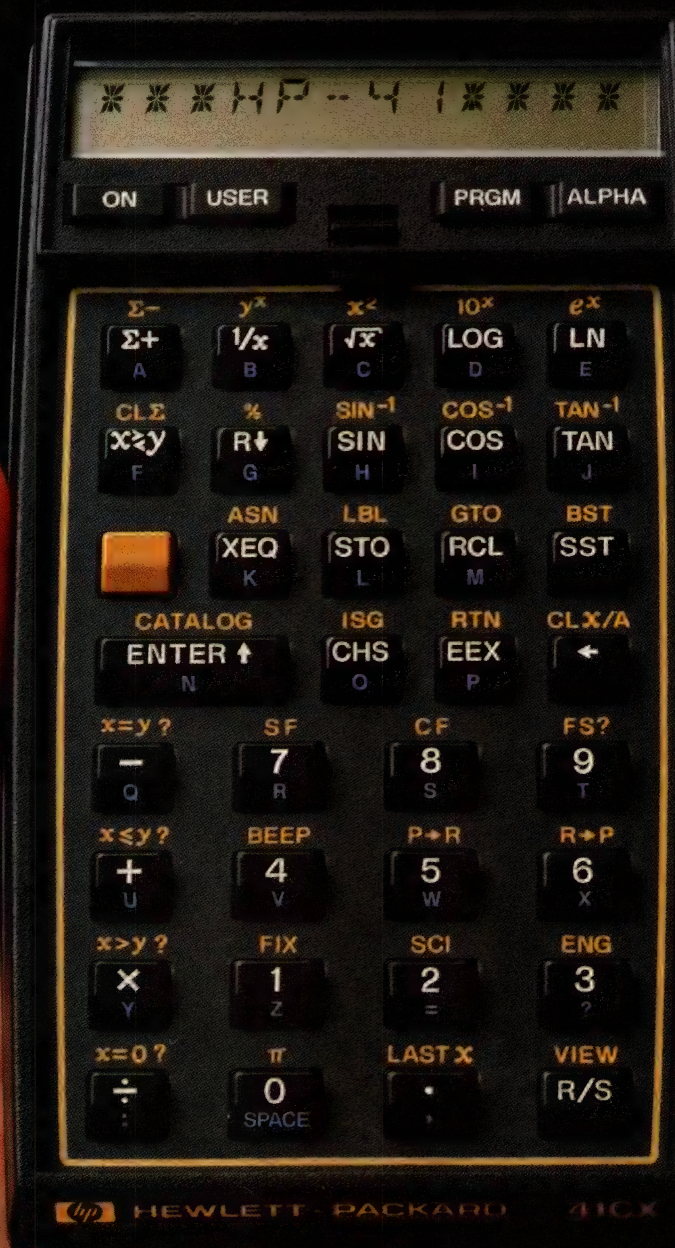 ***HP-41****
ON USER PRGM ALPHA
Σ- yˣ x² 10ˣ eˣ
Σ+ 1/x √x LOG LN
A B C D E
CLΣ % SIN⁻¹ COS⁻¹ TAN⁻¹
x≷y R↓ SIN COS TAN
F G H I J
ASN LBL GTO BST
XEQ STO RCL SST
K L M
CATALOG ISG RTN CLX/A
ENTER↑ CHS EEX ←
N O P
x=y? SF CF FS?
− 7 8 9
Q R S T
x≤y? BEEP P→R R→P
+ 4 5 6
U V W X
x>y? FIX SCI ENG
× 1 2 3
Y Z = ?
x=0? π LAST X VIEW
÷ 0 . R/S
: SPACE ,
hp HEWLETT-PACKARD 41CX